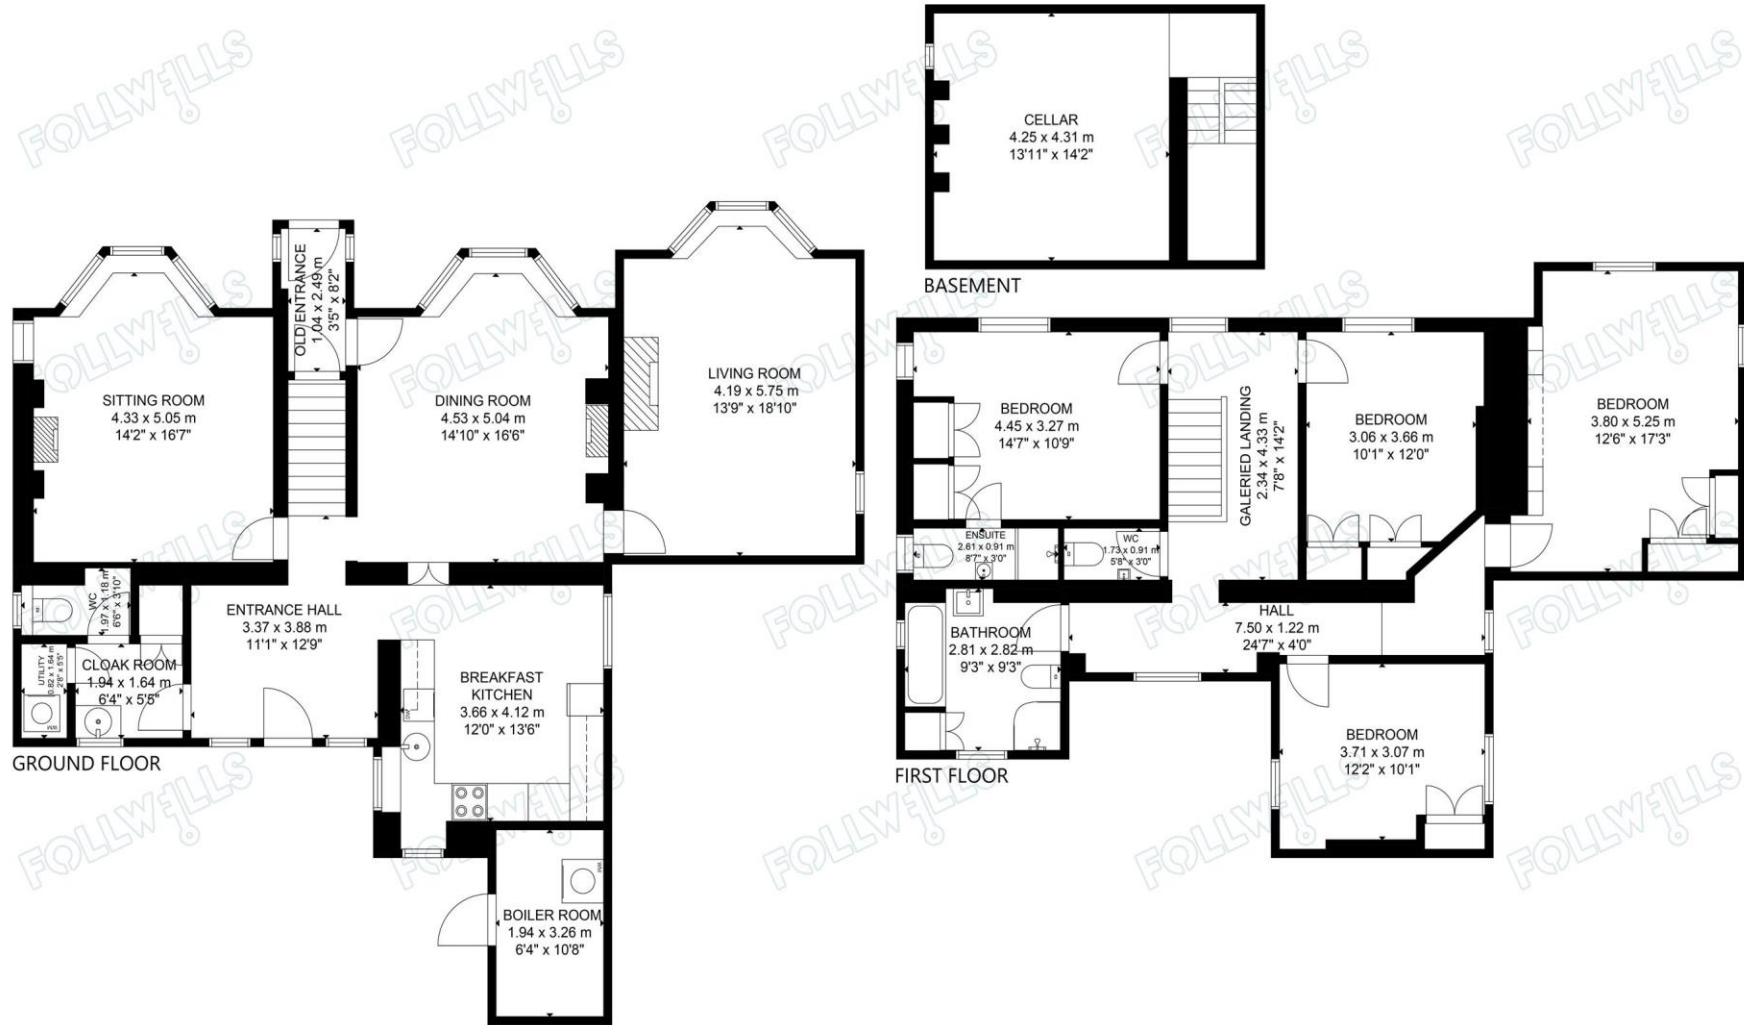 CELLAR
4.25 x 4.31 m
13'11" x 14'2"
BASEMENT
OLD ENTRANCE
1.04 x 2.49 m
3'5" x 8'2"
SITTING ROOM
4.33 x 5.05 m
14'2" x 16'7"
DINING ROOM
4.53 x 5.04 m
14'10" x 16'6"
LIVING ROOM
4.19 x 5.75 m
13'9" x 18'10"
WC
1.97 x 1.18 m
6'6" x 3'10"
ENTRANCE HALL
3.37 x 3.88 m
11'1" x 12'9"
UTILITY
0.82 x 1.64 m
2'8" x 5'5"
CLOAK ROOM
1.94 x 1.64 m
6'4" x 5'5"
BREAKFAST
KITCHEN
3.66 x 4.12 m
12'0" x 13'6"
GROUND FLOOR
BOILER ROOM
1.94 x 3.26 m
6'4" x 10'8"
BEDROOM
4.45 x 3.27 m
14'7" x 10'9"
GALERIED LANDING
2.34 x 4.33 m
7'8" x 14'2"
BEDROOM
3.06 x 3.66 m
10'1" x 12'0"
BEDROOM
3.80 x 5.25 m
12'6" x 17'3"
ENSUITE
2.61 x 0.91 m
8'7" x 3'0"
WC
1.73 x 0.91 m
5'8" x 3'0"
HALL
7.50 x 1.22 m
24'7" x 4'0"
BATHROOM
2.81 x 2.82 m
9'3" x 9'3"
BEDROOM
3.71 x 3.07 m
12'2" x 10'1"
FIRST FLOOR
FOLLWELLS